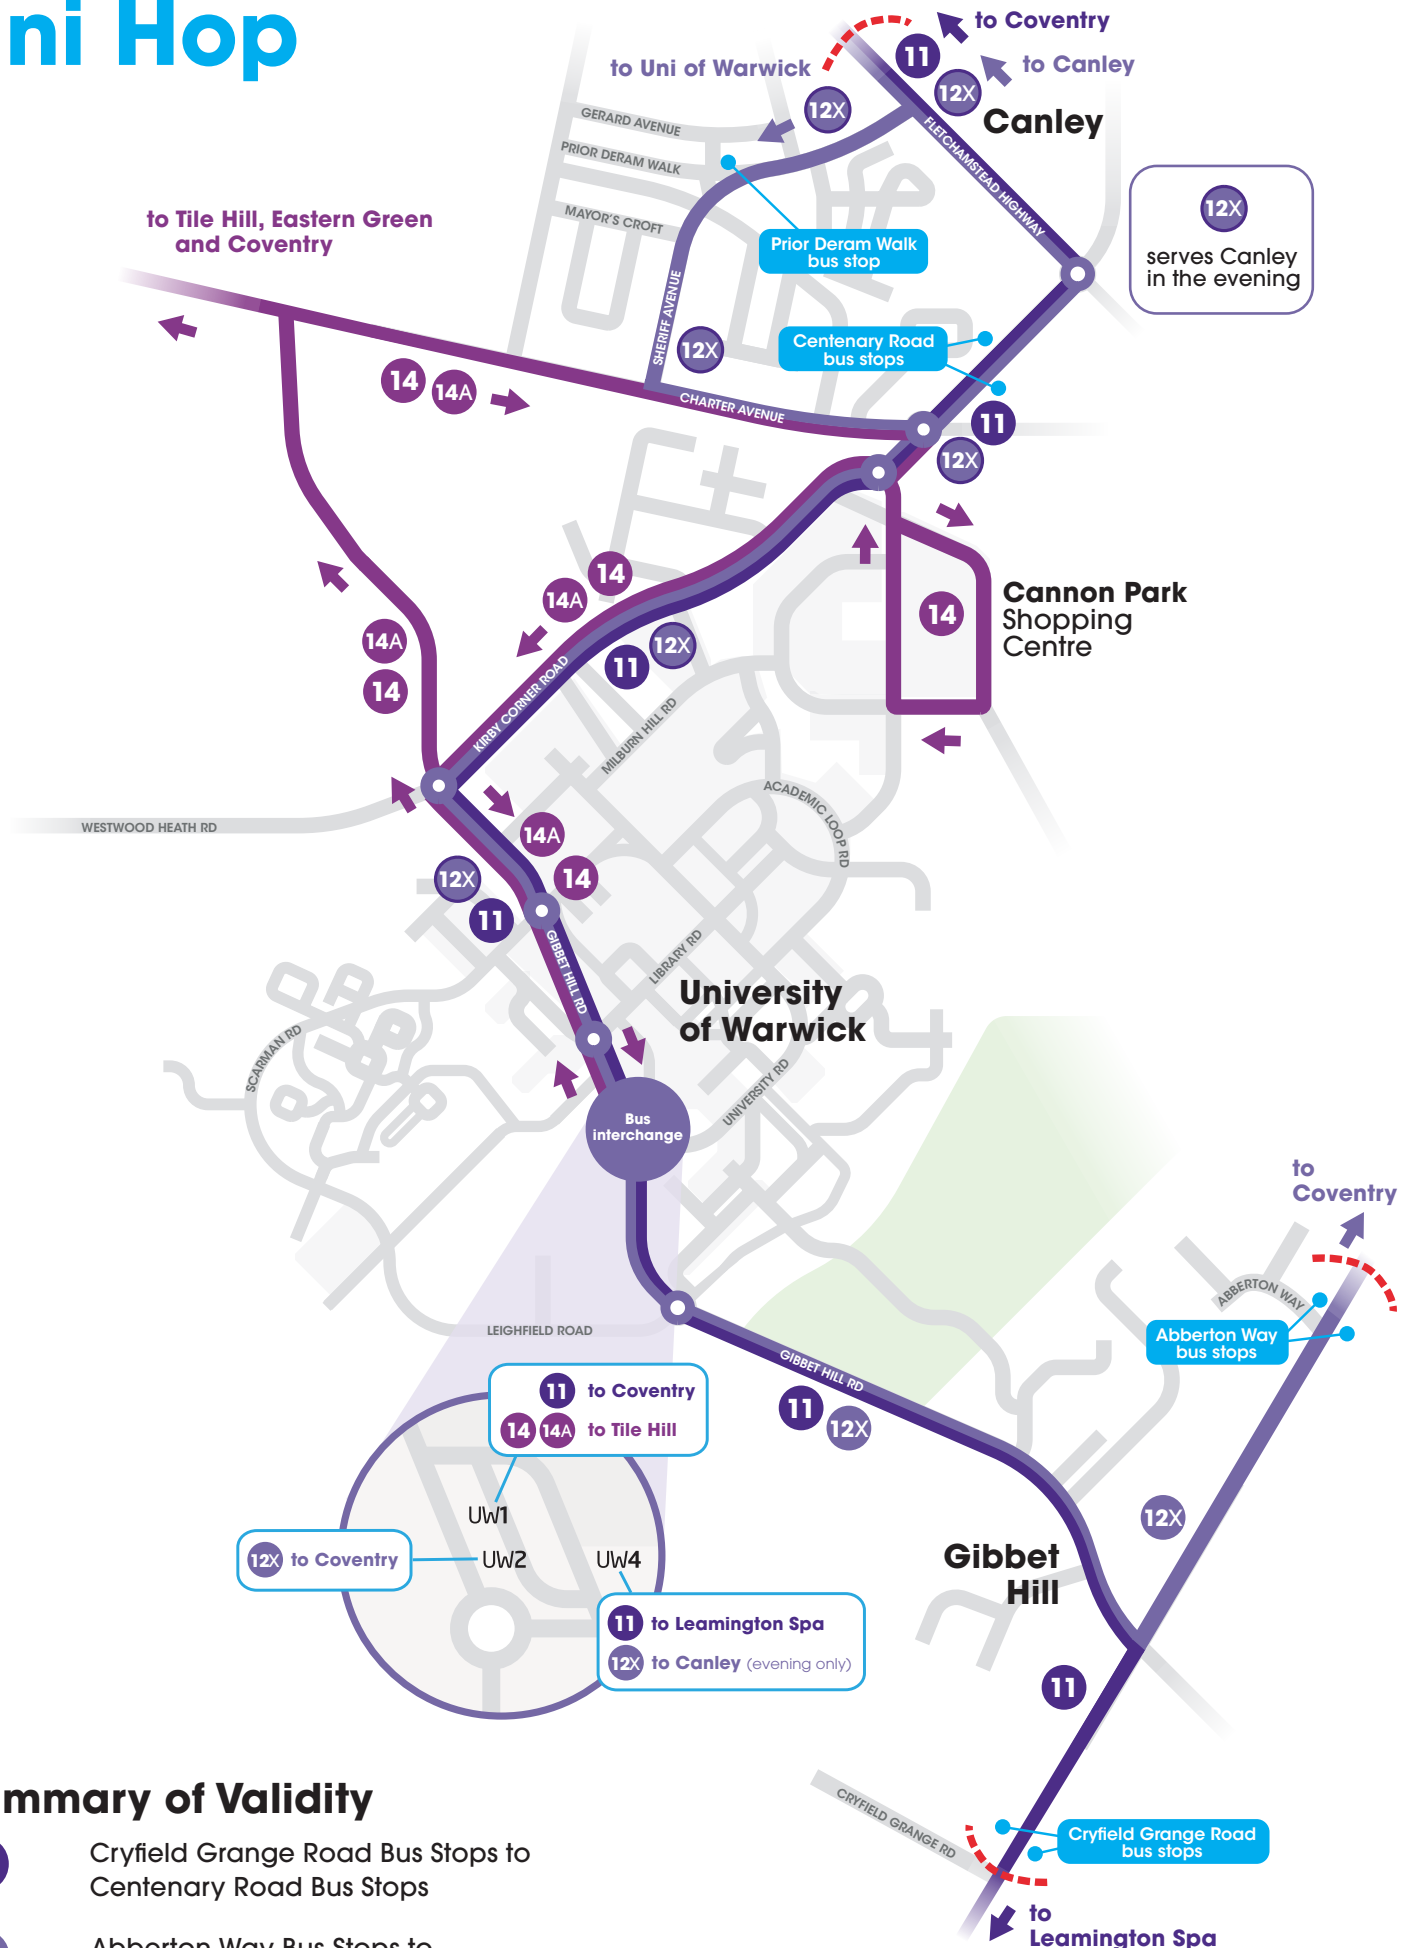 ni Hop
to Coventry
11
to Uni of Warwick
to Canley
12X
12X
Canley
GERARD AVENUE
PRIOR DERAM WALK
MAYOR'S CROFT
FLETCHAMSTEAD HIGHWAY
12X
serves Canley
in the evening
to Tile Hill, Eastern Green
and Coventry
Prior Deram Walk
bus stop
SHERIFF AVENUE
12X
Centenary Road
bus stops
14
14A
CHARTER AVENUE
11
12X
14
14A
Cannon Park
Shopping
Centre
14
14A
14
12X
11
KIRBY CORNER ROAD
MILBURN HILL RD
ACADEMIC LOOP RD
WESTWOOD HEATH RD
14A
14
12X
11
GIBBET HILL RD
LIBRARY RD
University
of Warwick
SCARMAN RD
UNIVERSITY RD
Bus
interchange
to
Coventry
ABBERTON WAY
Abberton Way
bus stops
LEIGHFIELD ROAD
GIBBET HILL RD
11
12X
11 to Coventry
14 14A to Tile Hill
UW1
12X to Coventry
UW2
UW4
11 to Leamington Spa
12X to Canley (evening only)
12X
Gibbet
Hill
11
CRYFIELD GRANGE RD
Cryfield Grange Road
bus stops
to
Leamington Spa
mmary of Validity
Cryfield Grange Road Bus Stops to
Centenary Road Bus Stops
Abberton Way Bus Stops to